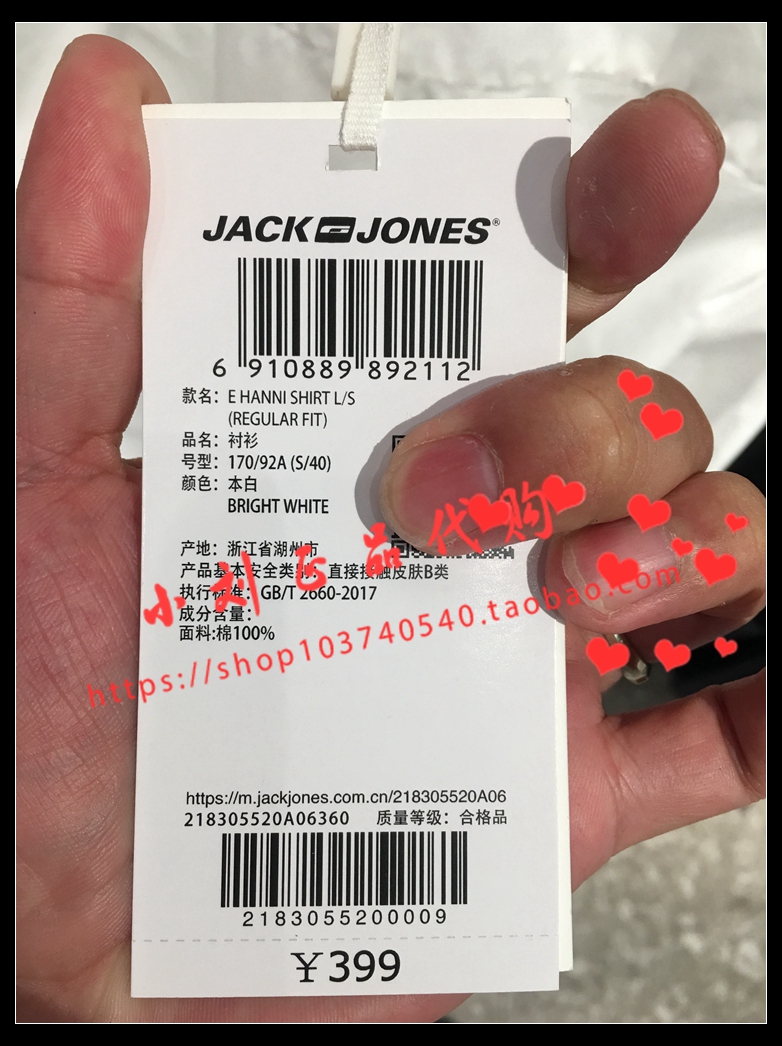 JACK JONES®
6 910889 892112
款名: E HANNI SHIRT L/S
(REGULAR FIT)
品名: 衬衫
号型: 170/92A (S/40)
颜色: 本白
BRIGHT WHITE
产地: 浙江省湖州市
产品基本安全类别: 直接接触皮肤B类
执行标准: GB/T 2660-2017
成分含量:
面料:棉100%
小刘正品代购
https://shop103740540.taobao.com
https://m.jackjones.com.cn/218305520A06
218305520A06360 质量等级: 合格品
2183055200009
￥399